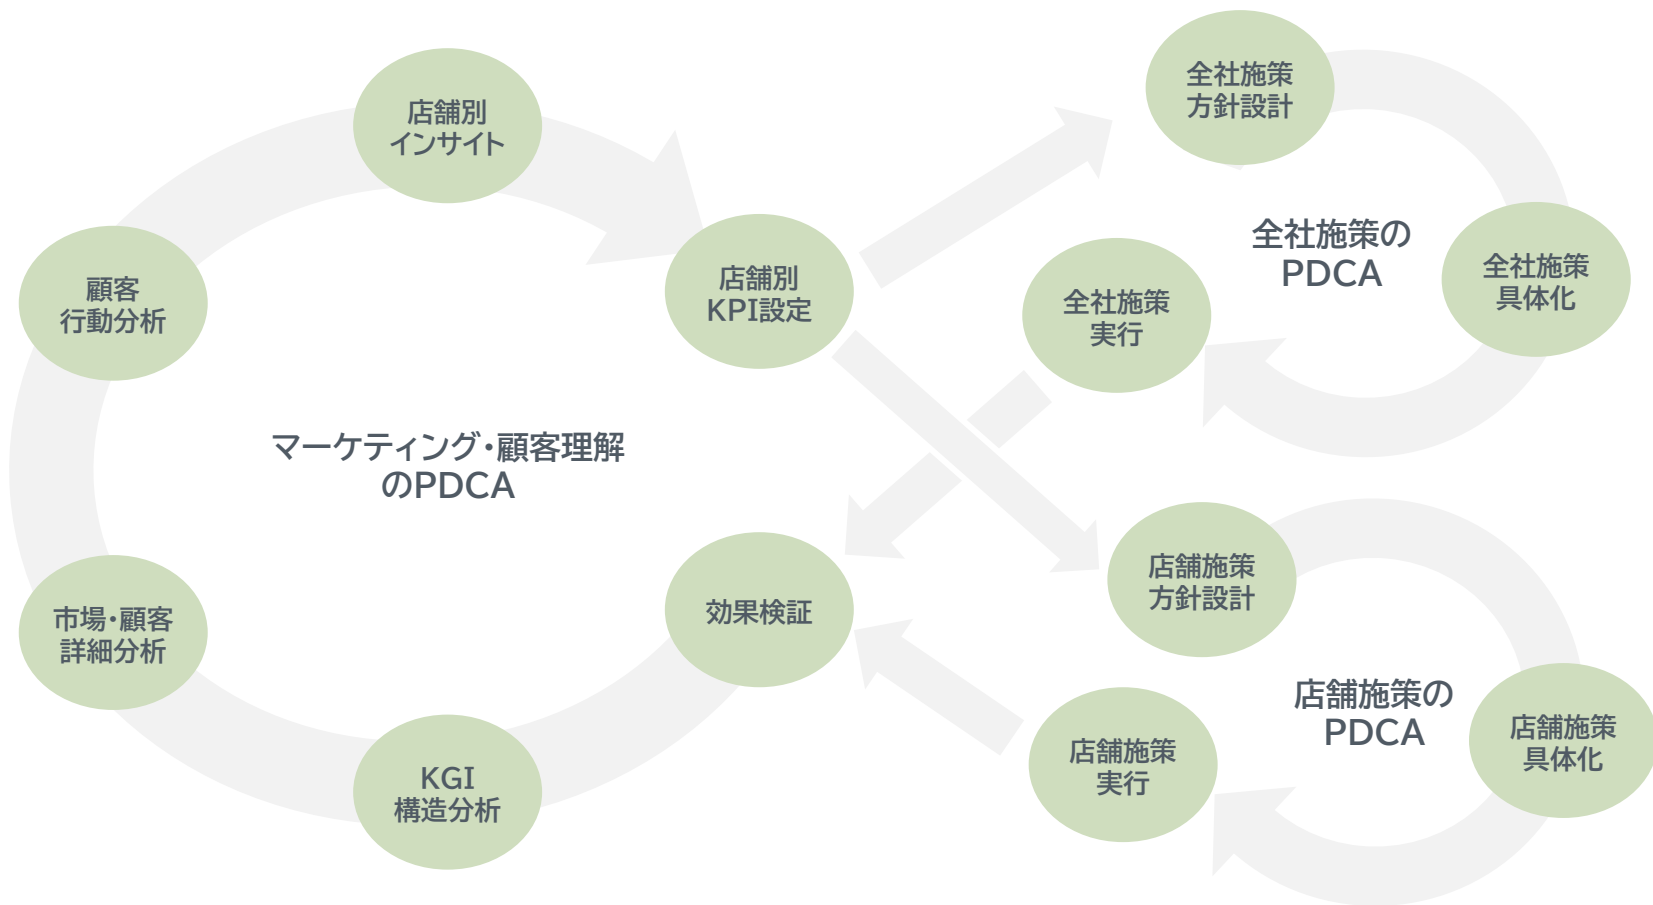 店舗別
インサイト
顧客
行動分析
店舗別
KPI設定
マーケティング・顧客理解
のPDCA
市場・顧客
詳細分析
効果検証
KGI
構造分析
全社施策
方針設計
全社施策の
PDCA
全社施策
具体化
全社施策
実行
店舗施策
方針設計
店舗施策の
PDCA
店舗施策
具体化
店舗施策
実行